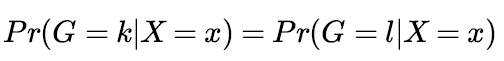 Pr(G = k|X = x) = Pr(G = l|X = x)